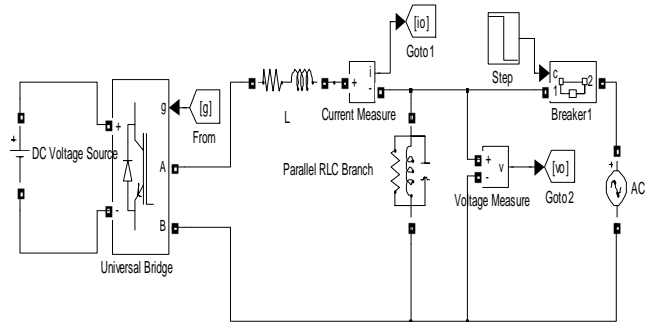 [io]
Goto1
i
+
-
Current Measure
L
Step
c
1
2
Breaker1
g
[g]
From
+
DC Voltage Source
+
-
A
B
Universal Bridge
Parallel RLC Branch
+
-
v
Voltage Measure
[vo]
Goto2
+
AC